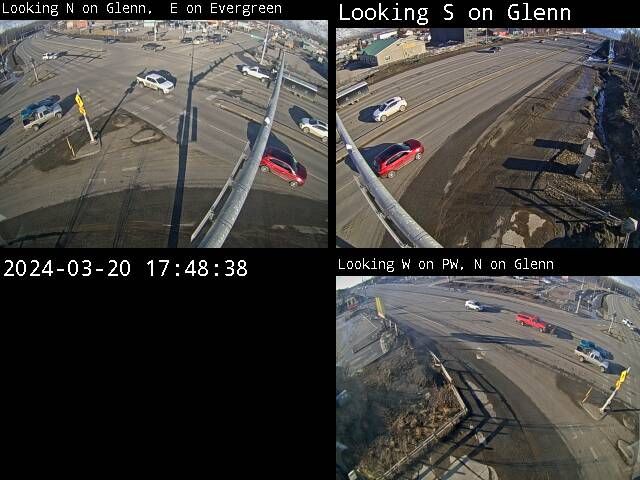 Looking N on Glenn, E on Evergreen
Looking S on Glenn
2024-03-20 17:48:38
Looking W on PW, N on Glenn